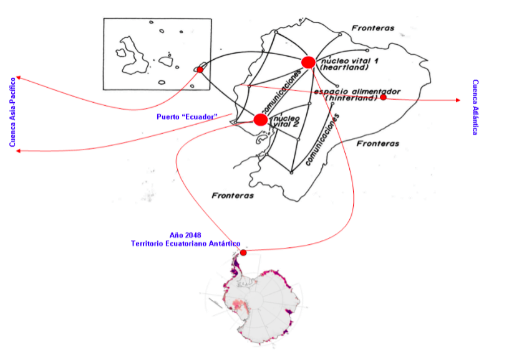 Fronteras
núcleo vital 1
(heartland)
comunicaciones
espacio alimentador
(hinterland)
Cuenca Asia-Pacífico
Cuenca Atlántica
Puerto “Ecuador”
núcleo
vital 2
comunicaciones
Fronteras
Fronteras
Año 2048
Territorio Ecuatoriano Antártico